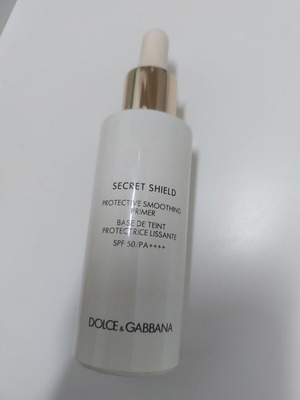 SECRET SHIELD
PROTECTIVE SMOOTHING
PRIMER
BASE DE TEINT
PROTECTRICE LISSANTE
SPF 50/PA++++
DOLCE & GABBANA